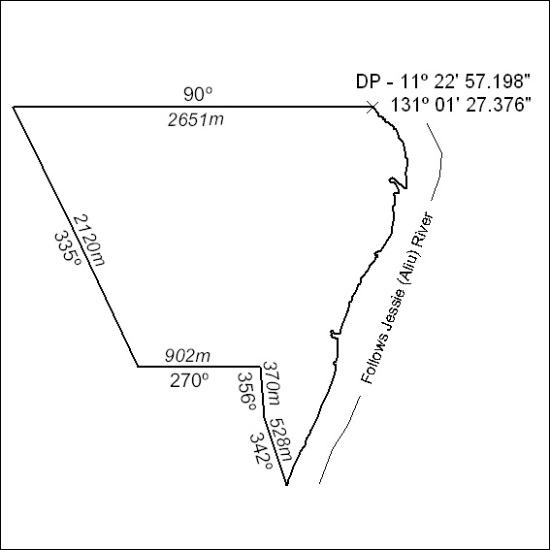 DP - 11º 22' 57.198"
131º 01' 27.376"
90º
2651m
2120m
335º
902m
270º
370m
356º
528m
342º
Follows Jessie (Aliu) River